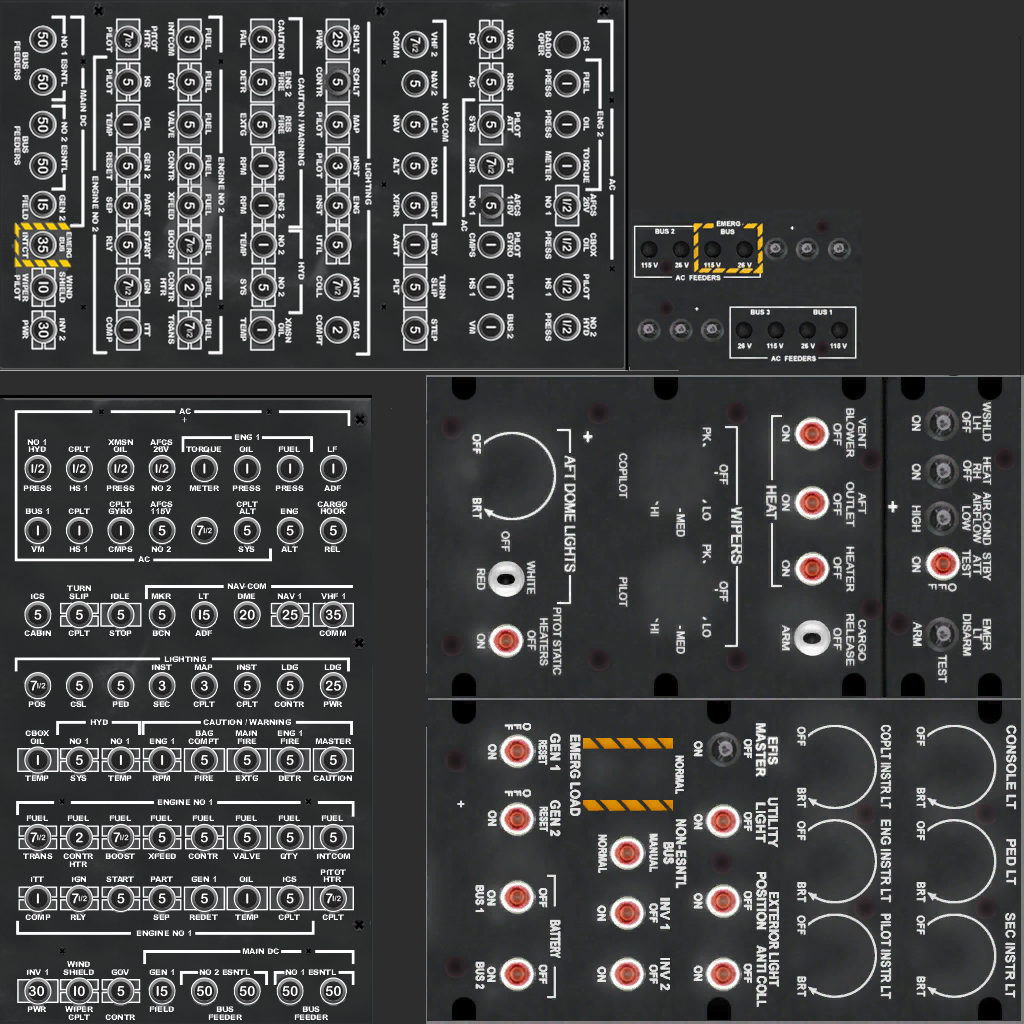 AC
ENG 2
ICS FUEL OIL TORQUE AFCS 26V CBOX OIL PILOT NO 2 HYD
1 1 1 1/2 1/2 1/2 1/2
RADIO OPER PRESS PRESS METER NO 1 PRESS HS 1 PRESS
WXR RDR PILOT ATT FLT AFCS 115V PILOT GYRO PILOT BUS 2
5 5 5 7 1/2 5 1 1 1
DC AC SYS DIR NO 1 CMPS HS 1 VM
AC
NAV-COM
VHF 2 NAV 2 VLF RAD IDENT STBY TURN SLIP STEP
7 1/2 5 5 5 5 1 5 5
COMM NAV ALT XFDR ATT PLT
SCHLT SCHLT MAP INST ENG ANTI BAG
25 5 5 3 5 5 7 1/2 2
PWR CONTR PILOT PILOT INST UTIL COLL COMPT
LIGHTING
CAUTION / WARNING
HYD
CAUTION ENG 2 FIRE RES FIRE ROTOR ENG 2 NO 2 NO 2 XMSN OIL
5 5 5 1 1 1 5 1
FAIL DETR EXTG RPM RPM TEMP SYS TEMP
ENGINE NO 2
FUEL FUEL FUEL FUEL FUEL FUEL FUEL FUEL
5 5 5 5 5 7 1/2 2 7 1/2
INTCOM QTY VALVE CONTR XFEED BOOST CONTR HTR TRANS
PITOT HTR ICS OIL GEN 2 PART START IGN ITT
7 1/2 5 1 5 5 5 7 1/2 1
PILOT TEMP RESET SEP RLY COMP
ENGINE NO 2
MAIN DC
NO 1 ESNTL NO 2 ESNTL GEN 2 EMERG BUS WIND SHIELD INV 2
50 50 50 50 15 35 10 30
BUS FEEDERS BUS FEEDERS FIELD INTCT WIPER PILOT PWR
EMERG
BUS 2 BUS
115 V 26 V 115 V 26 V
AC FEEDERS
BUS 3 BUS 1
26 V 115 V 26 V 115 V
AC FEEDERS
AC
ENG 1
NO 1 HYD CPLT XMSN OIL AFCS 26V TORQUE OIL FUEL LF
1/2 1/2 1/2 1/2 1 1 1 1
PRESS HS 1 PRESS NO 2 METER PRESS PRESS ADF
BUS 1 CPLT CPLT GYRO AFCS 115V CPLT ALT ENG CARGO HOOK
1 1 1 5 7 1/2 5 5 5
VM HS 1 CMPS NO 2 SYS ALT REL
AC
NAV-COM
ICS TURN SLIP IDLE MKR LT DME NAV 1 VHF 1
5 5 5 5 15 20 25 35
CABIN CPLT STOP BCN ADF COMM
LIGHTING
INST MAP INST LDG LDG
7 1/2 5 5 3 3 5 5 25
POS CSL PED SEC CPLT CPLT CONTR PWR
HYD CAUTION / WARNING
CBOX OIL NO 1 NO 1 ENG 1 BAG COMPT MAIN FIRE ENG 1 FIRE MASTER
1 5 1 1 5 5 5 5
TEMP SYS TEMP RPM FIRE EXTG DETR CAUTION
ENGINE NO 1
FUEL FUEL FUEL FUEL FUEL FUEL FUEL FUEL
7 1/2 2 7 1/2 5 5 5 5 5
TRANS CONTR HTR BOOST XFEED CONTR VALVE QTY INTCOM
ITT IGN START PART GEN 1 OIL ICS PITOT HTR
1 7 1/2 5 5 5 1 5 7 1/2
COMP RLY SEP REDET TEMP CPLT CPLT
ENGINE NO 1
MAIN DC
INV 1 WIND SHIELD GOV GEN 1 NO 2 ESNTL NO 1 ESNTL
30 10 5 15 50 50 50 50
PWR WIPER CPLT CONTR FIELD BUS FEEDER BUS FEEDER
WSHLD HEAT AIR COND STBY EMER LT
LH RH AIRFLOW TEST DISARM
OFF OFF LOW OFF
ON ON HIGH ON ARM TEST
VENT BLOWER AFT OUTLET HEATER CARGO RELEASE
OFF OFF OFF OFF
ON ON ON ARM
HEAT
WIPERS
PK OFF LO MED HI PK OFF LO MED HI
COPILOT PILOT
AFT DOME LIGHTS PITOT STATIC HEATERS
OFF BRT OFF WHITE RED OFF ON
CONSOLE LT PED LT SEC INSTR LT
OFF BRT OFF BRT OFF BRT
COPLT INSTR LT ENG INSTR LT PILOT INSTR LT
OFF BRT OFF BRT OFF BRT
EXTERIOR LIGHT
EFIS MASTER UTILITY LIGHT POSITION ANTI COLL
OFF OFF OFF OFF
ON ON ON ON
NORMAL NON-ESNTL BUS INV 1 INV 2
MANUAL OFF OFF
NORMAL ON ON
EMERG LOAD
GEN 1 GEN 2 BATTERY
RESET RESET OFF OFF
OFF OFF
ON ON ON ON
BUS 1 BUS 2